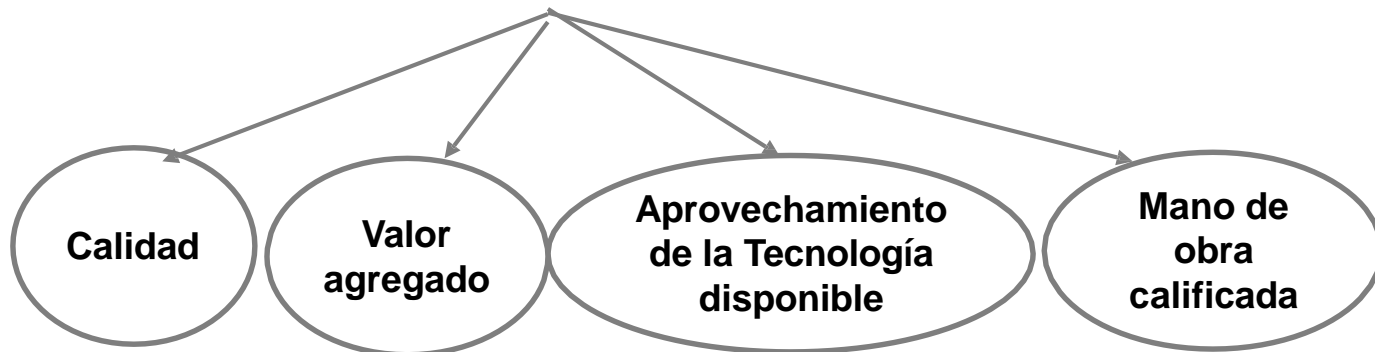 Calidad
Valor
agregado
Aprovechamiento
de la Tecnología
disponible
Mano de
obra
calificada